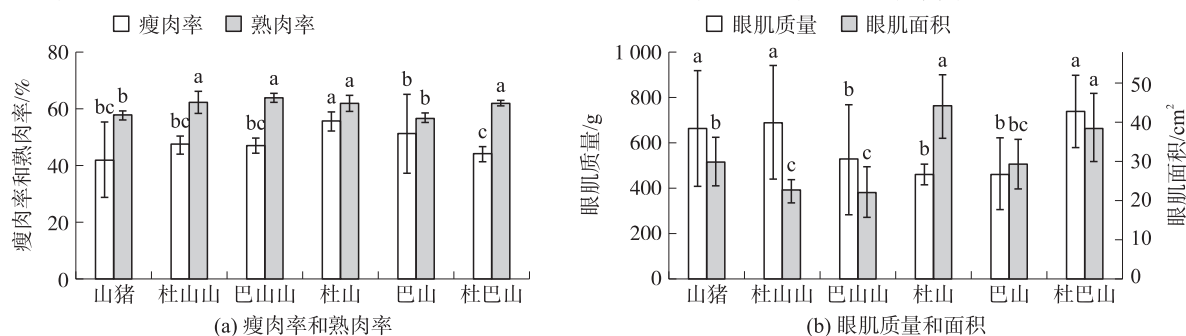 瘦肉率 熟肉率
80
60
40
20
0
瘦肉率和熟肉率/%
bc b
bc a
bc a
a a
b b
c a
山猪 杜山山 巴山山 杜山 巴山 杜巴山
(a) 瘦肉率和熟肉率
眼肌质量 眼肌面积
1 000
800
600
400
200
0
眼肌质量/g
a b
a c
b c
b a
b bc
a a
50
40
30
20
10
0
眼肌面积/cm²
山猪 杜山山 巴山山 杜山 巴山 杜巴山
(b) 眼肌质量和面积